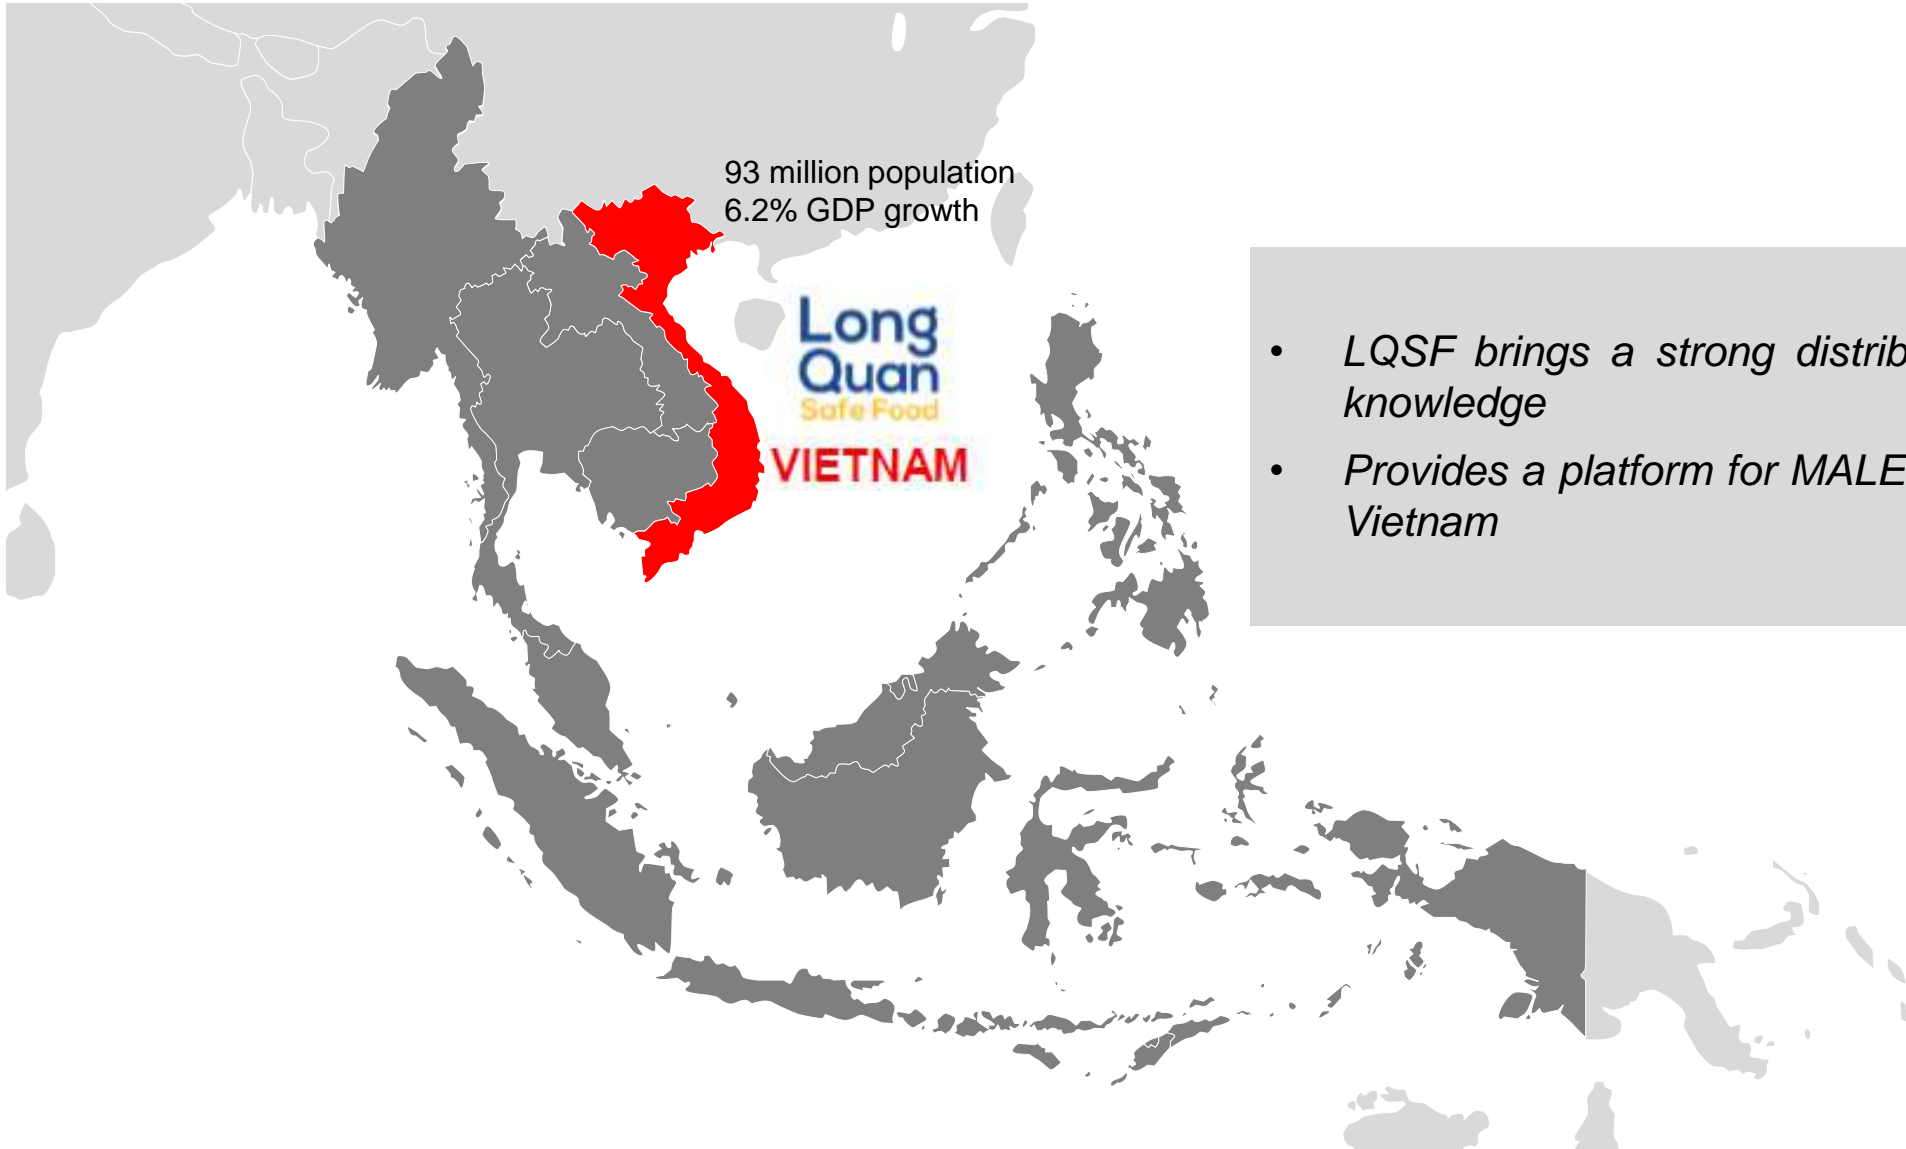 93 million population
6.2% GDP growth
Long
Quan
Safe Food
VIETNAM
• LQSF brings a strong distrib
knowledge
• Provides a platform for MALE
Vietnam